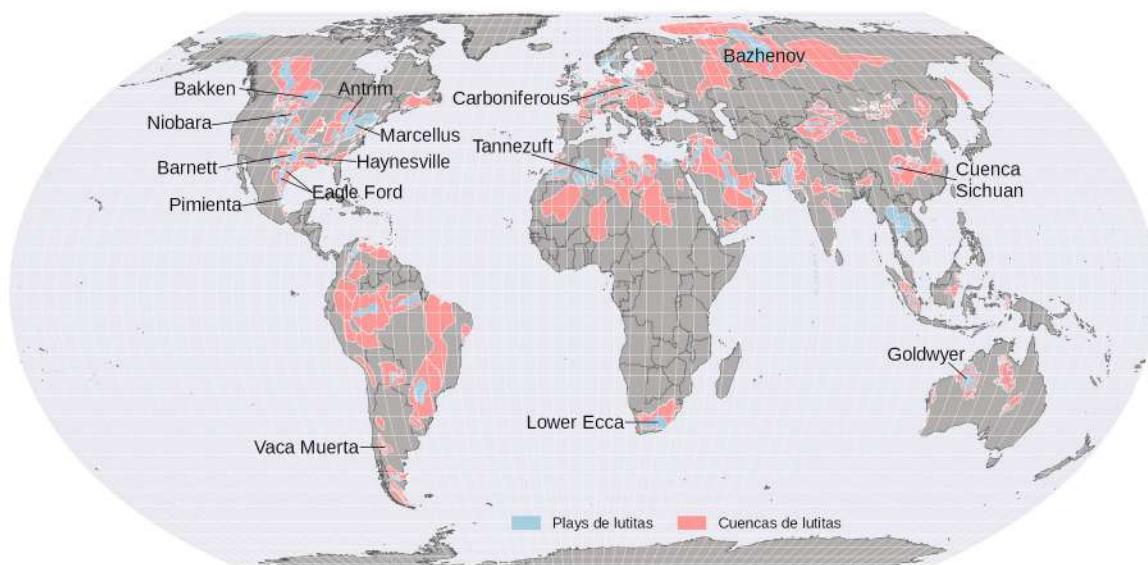 Bazhenov
Bakken
Antrim
Carboniferous
Niobara
Marcellus
Tannezuft
Barnett
Haynesville
Cuenca
Sichuan
Eagle Ford
Pimienta
Goldwyer
Lower Ecca
Vaca Muerta
Plays de lutitas
Cuencas de lutitas